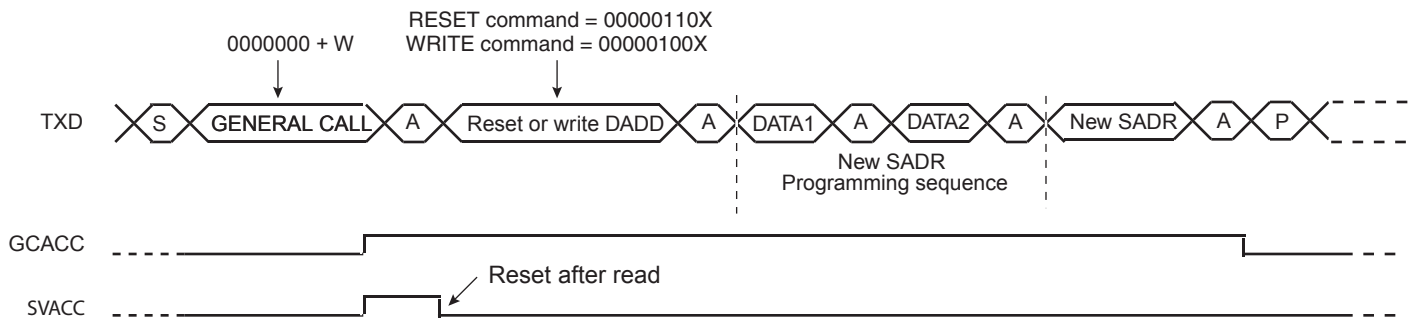 RESET command = 00000110X
0000000 + W
WRITE command = 00000100X
TXD
S
GENERAL CALL
A
Reset or write DADD
A
DATA1
A
DATA2
A
New SADR
A
P
New SADR
Programming sequence
GCACC
Reset after read
SVACC